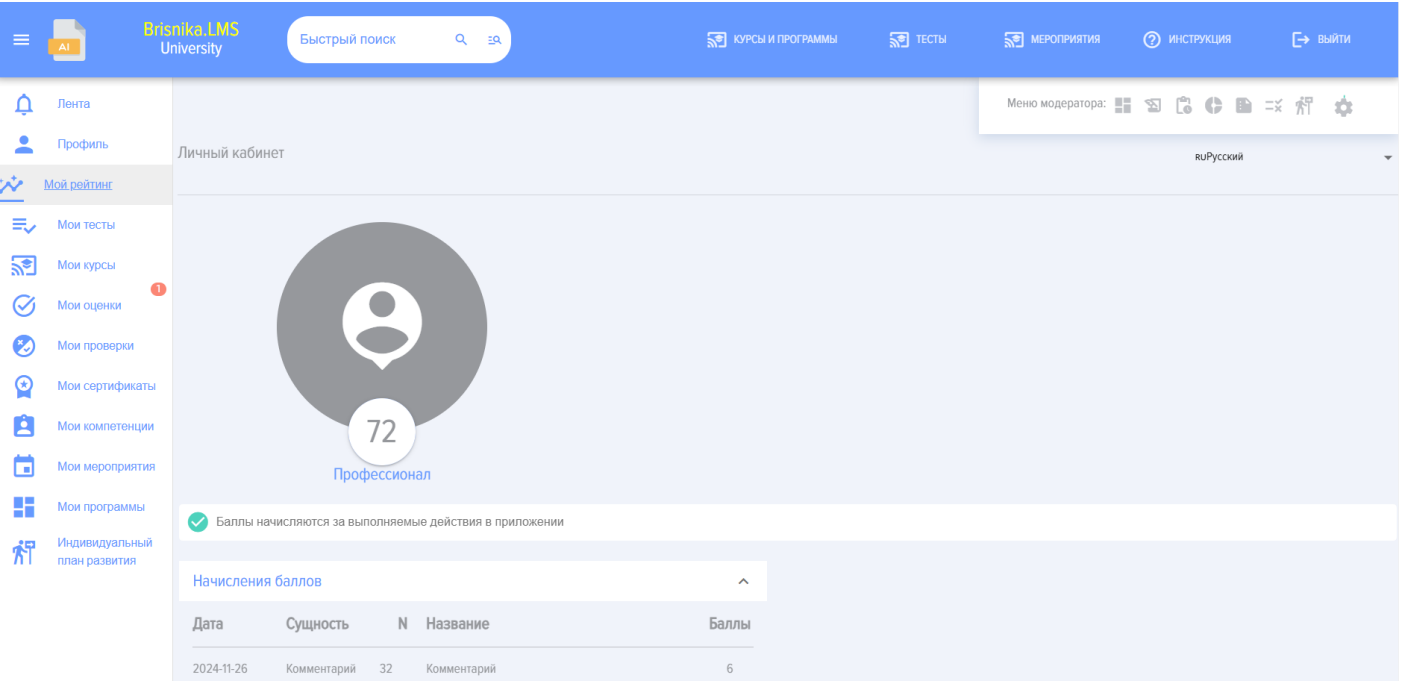 AI
Brisnika.LMS
University
Быстрый поиск
КУРСЫ И ПРОГРАММЫ
ТЕСТЫ
МЕРОПРИЯТИЯ
ИНСТРУКЦИЯ
ВЫЙТИ
Меню модератора:
Лента
Профиль
Мой рейтинг
Мои тесты
Мои курсы
1
Мои оценки
Мои проверки
Мои сертификаты
Мои компетенции
Мои мероприятия
Мои программы
Индивидуальный
план развития
Личный кабинет
RUРусский
72
Профессионал
Баллы начисляются за выполняемые действия в приложении
Начисления баллов
Дата Сущность N Название Баллы
2024-11-26 Комментарий 32 Комментарий 6